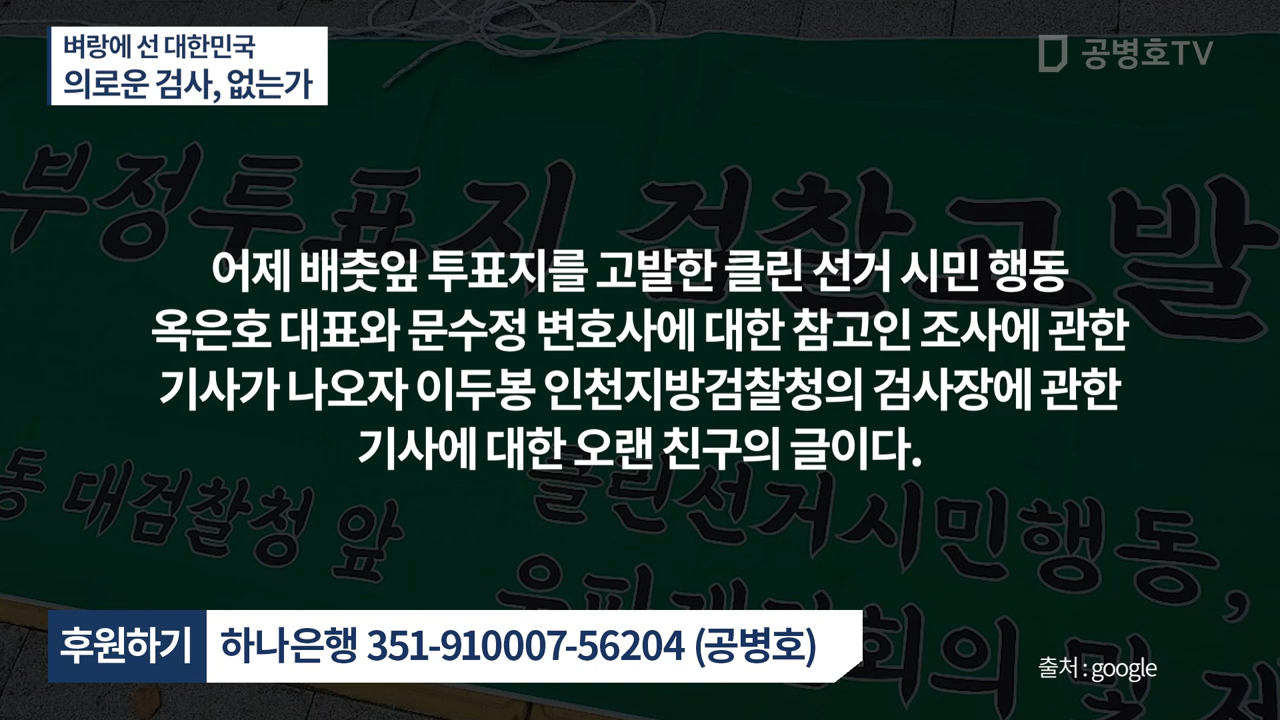 벼랑에 선 대한민국
의로운 검사, 없는가
공병호TV
부정투표지 검찰고발
어제 배춧잎 투표지를 고발한 클린 선거 시민 행동
옥은호 대표와 문수정 변호사에 대한 참고인 조사에 관한
기사가 나오자 이두봉 인천지방검찰청의 검사장에 관한
기사에 대한 오랜 친구의 글이다.
동 대검찰청 앞
클린선거시민행동,
회의 및
후원하기
하나은행 351-910007-56204 (공병호)
출처 : google